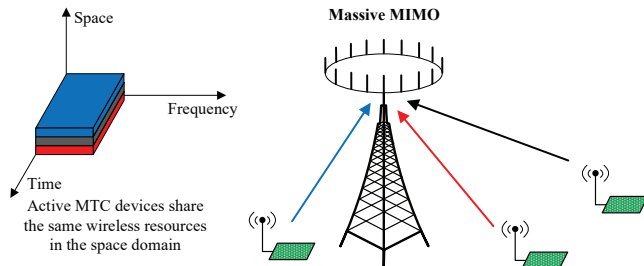 Space
Massive MIMO
Frequency
Time
Active MTC devices share
the same wireless resources
in the space domain